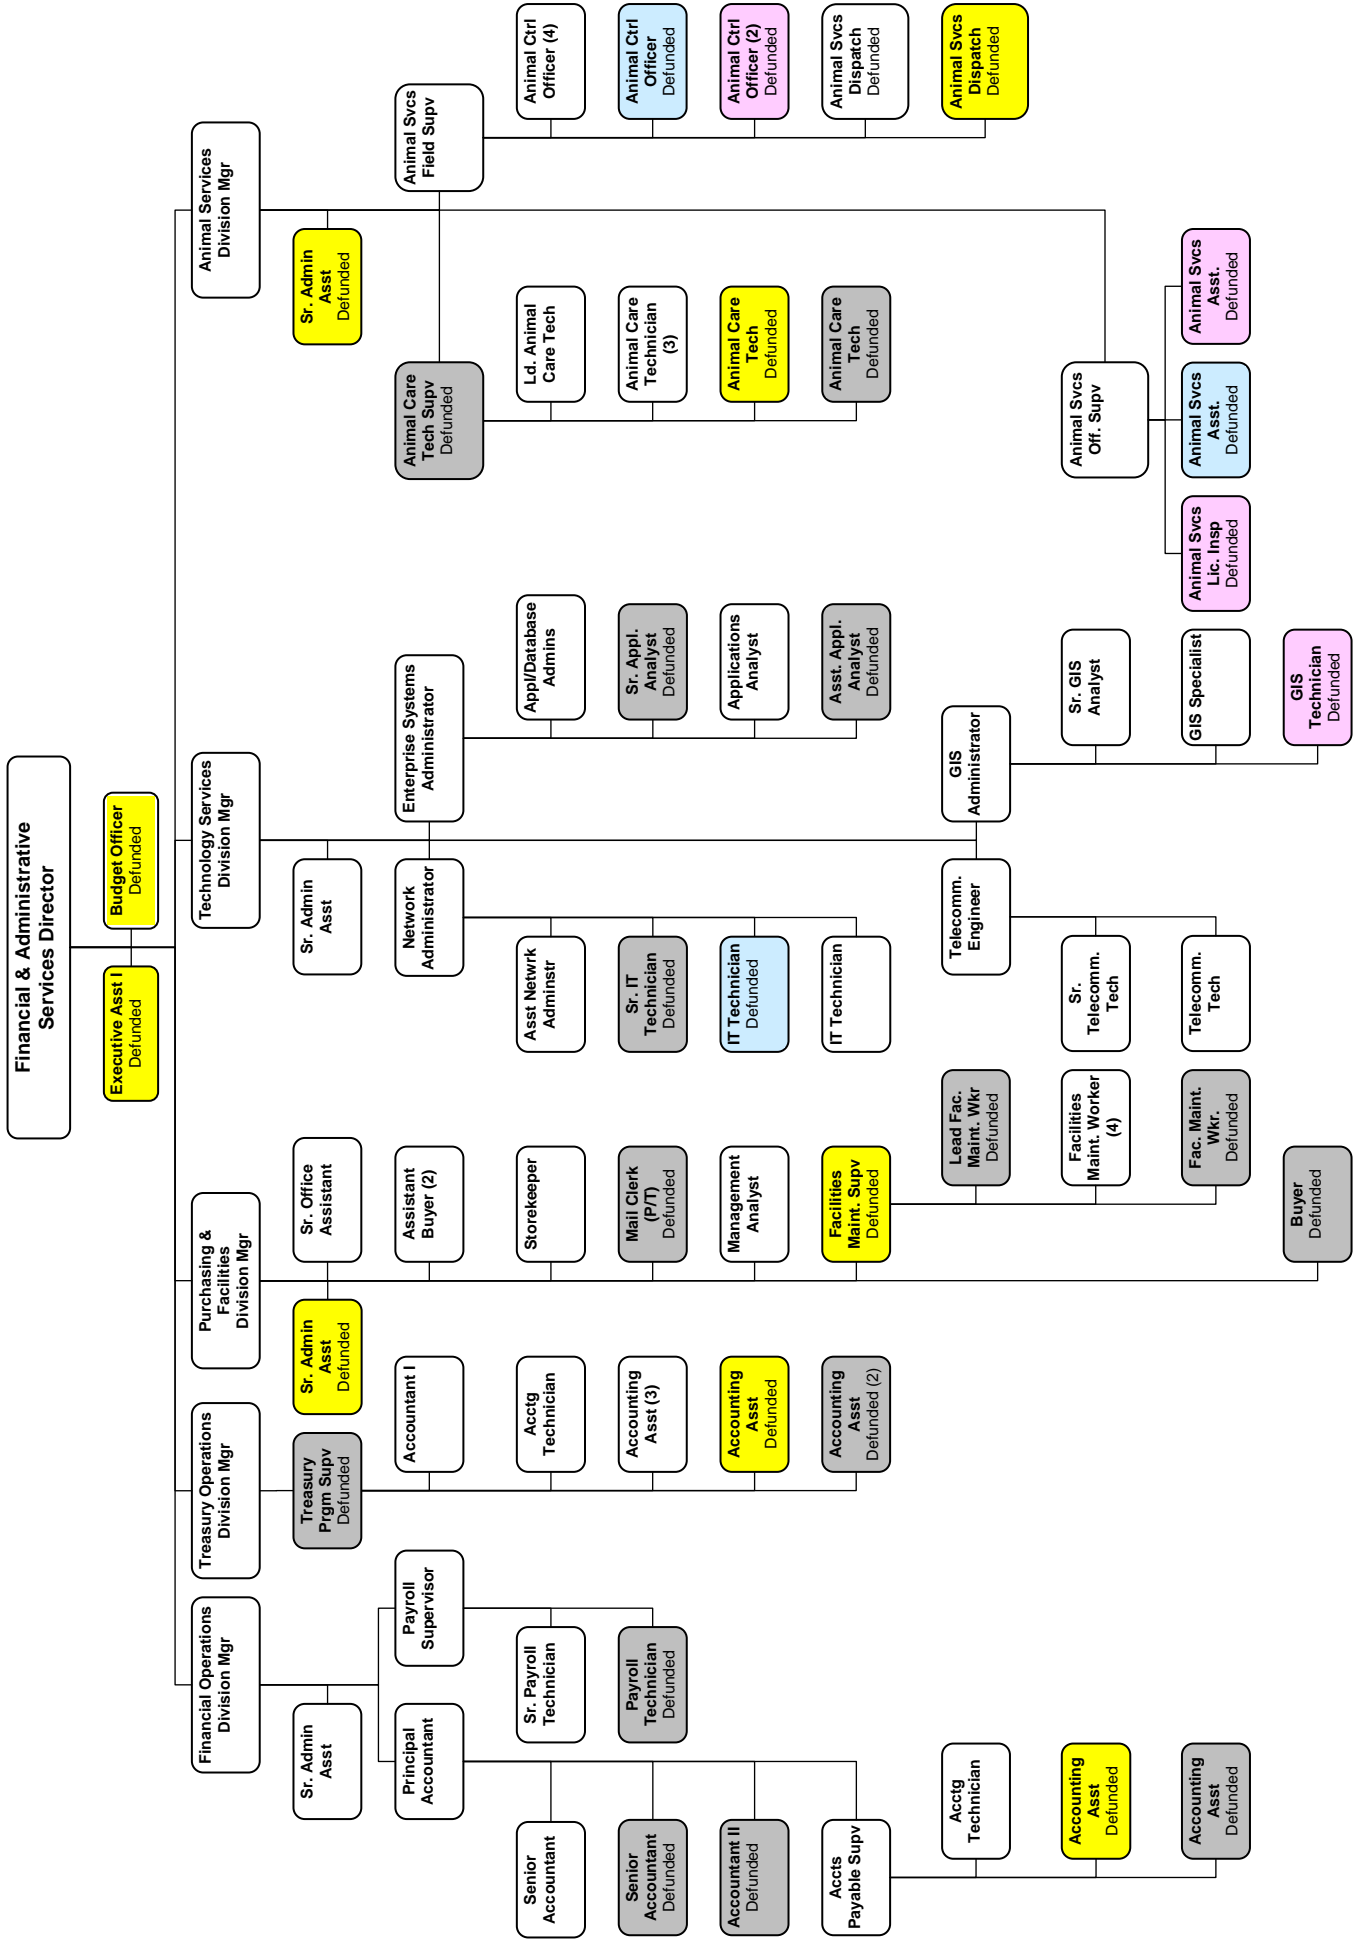 Financial & Administrative
Services Director
Executive Asst I
Defunded
Budget Officer
Defunded
Financial Operations
Division Mgr
Sr. Admin
Asst
Principal
Accountant
Senior
Accountant
Senior
Accountant
Defunded
Accountant II
Defunded
Accts
Payable Supv
Acctg
Technician
Accounting
Asst
Defunded
Accounting
Asst
Defunded
Payroll
Supervisor
Sr. Payroll
Technician
Payroll
Technician
Defunded
Treasury Operations
Division Mgr
Treasury
Prgm Supv
Defunded
Accountant I
Acctg
Technician
Accounting
Asst (3)
Accounting
Asst
Defunded
Accounting
Asst
Defunded (2)
Purchasing &
Facilities
Division Mgr
Sr. Admin
Asst
Defunded
Sr. Office
Assistant
Assistant
Buyer (2)
Storekeeper
Mail Clerk
(P/T)
Defunded
Management
Analyst
Facilities
Maint. Supv
Defunded
Lead Fac.
Maint. Wkr
Defunded
Facilities
Maint. Worker
(4)
Fac. Maint.
Wkr.
Defunded
Buyer
Defunded
Technology Services
Division Mgr
Sr. Admin
Asst
Network
Administrator
Asst Netwrk
Adminstr
Sr. IT
Technician
Defunded
IT Technician
Defunded
IT Technician
Enterprise Systems
Administrator
Appl/Database
Admins
Sr. Appl.
Analyst
Defunded
Applications
Analyst
Asst. Appl.
Analyst
Defunded
Telecomm.
Engineer
Sr.
Telecomm.
Tech
Telecomm.
Tech
GIS
Administrator
Sr. GIS
Analyst
GIS Specialist
GIS
Technician
Defunded
Animal Services
Division Mgr
Sr. Admin
Asst
Defunded
Animal Care
Tech Supv
Defunded
Ld. Animal
Care Tech
Animal Care
Technician
(3)
Animal Care
Tech
Defunded
Animal Care
Tech
Defunded
Animal Svcs
Field Supv
Animal Ctrl
Officer (4)
Animal Ctrl
Officer
Defunded
Animal Ctrl
Officer (2)
Defunded
Animal Svcs
Dispatch
Defunded
Animal Svcs
Dispatch
Defunded
Animal Svcs
Off. Supv
Animal Svcs
Lic. Insp
Defunded
Animal Svcs
Asst.
Defunded
Animal Svcs
Asst.
Defunded